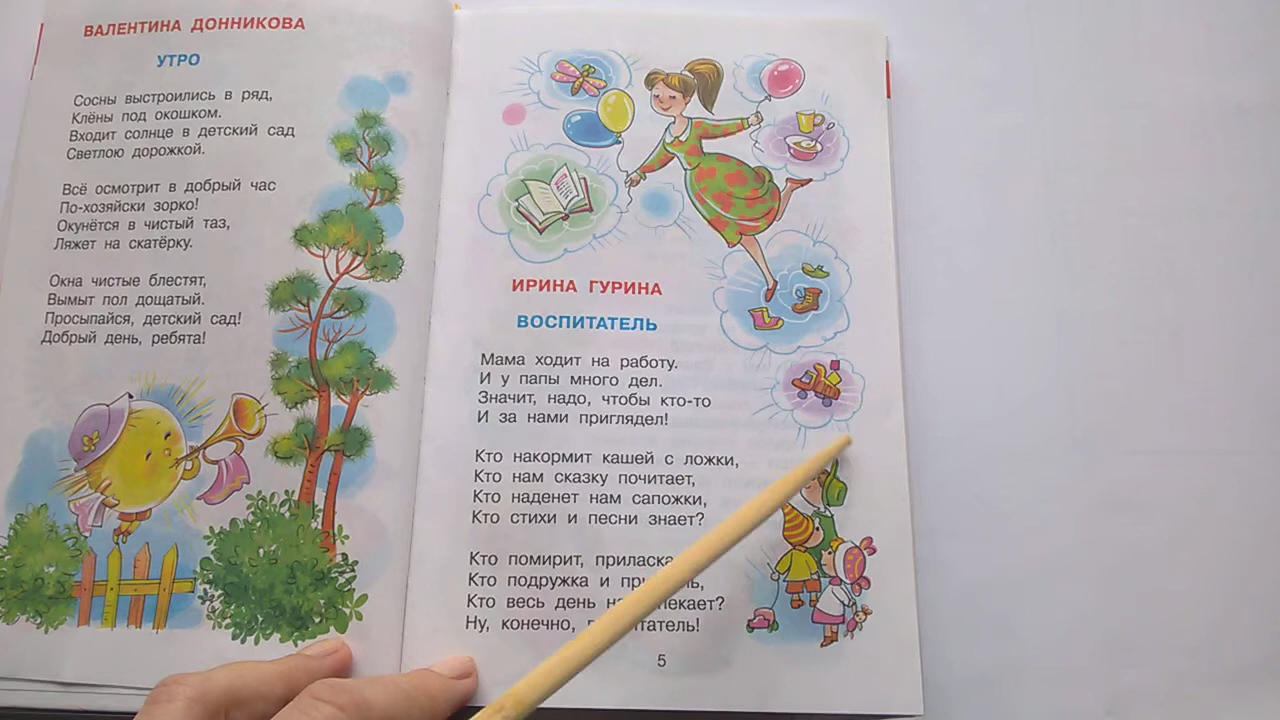 ВАЛЕНТИНА ДОННИКОВА
УТРО
Сосны выстроились в ряд,
Клёны под окошком.
Входит солнце в детский сад
Светлою дорожкой.
Всё осмотрит в добрый час
По-хозяйски зорко!
Окунётся в чистый таз,
Ляжет на скатёрку.
Окна чистые блестят,
Вымыт пол дощатый.
Просыпайся, детский сад!
Добрый день, ребята!
ИРИНА ГУРИНА
ВОСПИТАТЕЛЬ
Мама ходит на работу.
И у папы много дел.
Значит, надо, чтобы кто-то
И за нами приглядел!
Кто накормит кашей с ложки,
Кто нам сказку почитает,
Кто наденет нам сапожки,
Кто стихи и песни знает?
Кто помирит,
Кто подружка и
Кто весь день
Ну, конечно,
5